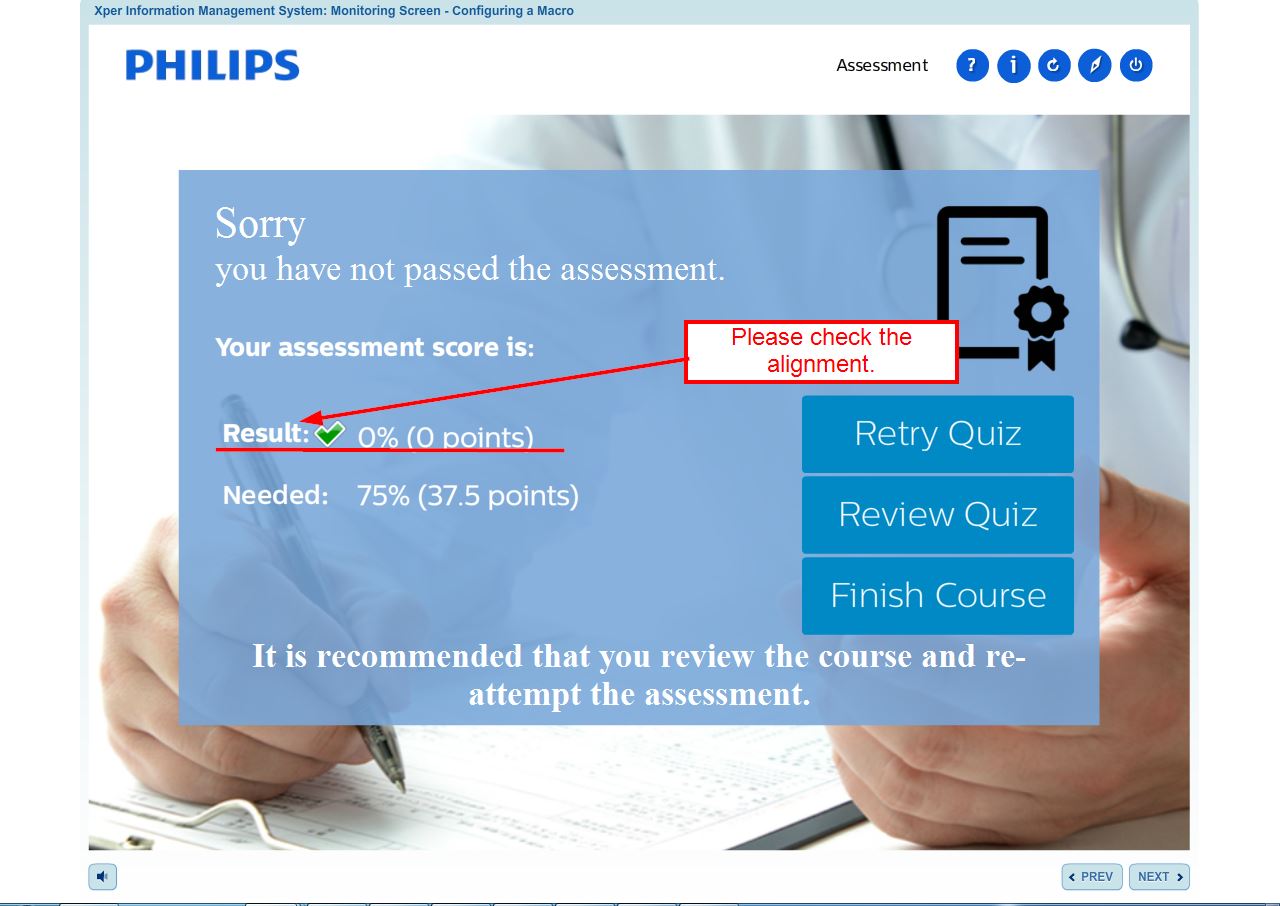 Xper Information Management System: Monitoring Screen - Configuring a Macro
PHILIPS
Assessment
?
i
Sorry
you have not passed the assessment.
Your assessment score is:
Please check the
alignment.
Result: 0% (0 points)
Needed: 75% (37.5 points)
Retry Quiz
Review Quiz
Finish Course
It is recommended that you review the course and re-
attempt the assessment.
PREV
NEXT